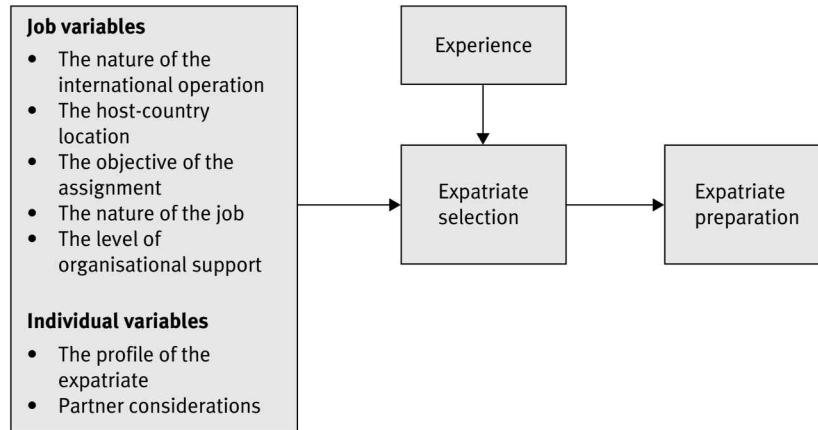 Job variables
• The nature of the
international operation
• The host-country
location
• The objective of the
assignment
• The nature of the job
• The level of
organisational support
Individual variables
• The profile of the
expatriate
• Partner considerations
Experience
Expatriate
selection
Expatriate
preparation